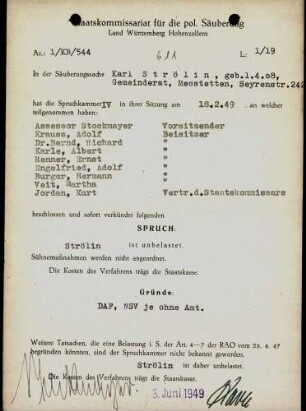 Staatskommissariat für die pol. Säuberung
Land Württemberg Hohenzollern
Az.: 1/KB/544
611
L. 1/19
In der Säuberungssache Karl Strölin, geb.1.4.08,
Gemeinderat, Messtetten, Seyrenstr.242
hat die Spruchkammer IV in ihrer Sitzung am 18.2.49 an welcher
teilgenommen haben:
Assessor Stockmayer Vorsitzender
Krauss, Adolf Beisitzer
Dr.Bernd, Richard "
Karle, Albert "
Renner, Ernst "
Engelfried, Adolf "
Burger, Hermann "
Veit, Martha "
Jordan, Kurt Vertr.d.Staatskommissars
beschlossen und sofort verkündet folgenden
SPRUCH:
Strölin ist unbelastet.
Sühnemaßnahmen werden nicht angeordnet.
Die Kosten des Verfahrens trägt die Staatskasse.
Gründe:
DAF, NSV je ohne Amt.
Weitere Tatsachen, die eine Belastung i. S. der Art. 4—7 der RAO vom 25. 4. 47
begründen könnten, sind der Spruchkammer nicht bekannt geworden.
Strölin ist daher unbelastet.
Die Kosten des Verfahrens trägt die Staatskasse.
3. Juni 1949